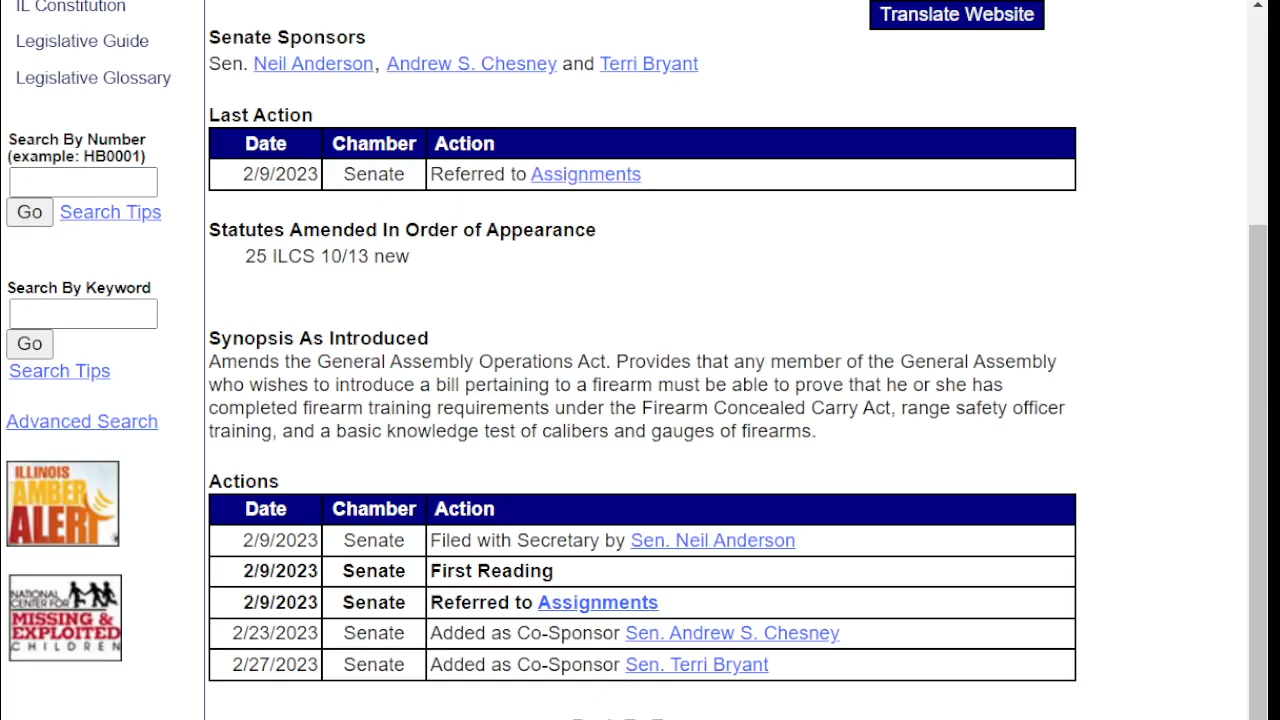 IL Constitution
Legislative Guide
Legislative Glossary
Search By Number
(example: HB0001)
Go Search Tips
Search By Keyword
Go
Search Tips
Advanced Search
ILLINOIS
AMBER
ALERT
NATIONAL
CENTER FOR
MISSING &
EXPLOITED
CHILDREN
Translate Website
Senate Sponsors
Sen. Neil Anderson, Andrew S. Chesney and Terri Bryant
Last Action
Date Chamber Action
2/9/2023 Senate Referred to Assignments
Statutes Amended In Order of Appearance
25 ILCS 10/13 new
Synopsis As Introduced
Amends the General Assembly Operations Act. Provides that any member of the General Assembly
who wishes to introduce a bill pertaining to a firearm must be able to prove that he or she has
completed firearm training requirements under the Firearm Concealed Carry Act, range safety officer
training, and a basic knowledge test of calibers and gauges of firearms.
Actions
Date Chamber Action
2/9/2023 Senate Filed with Secretary by Sen. Neil Anderson
2/9/2023 Senate First Reading
2/9/2023 Senate Referred to Assignments
2/23/2023 Senate Added as Co-Sponsor Sen. Andrew S. Chesney
2/27/2023 Senate Added as Co-Sponsor Sen. Terri Bryant